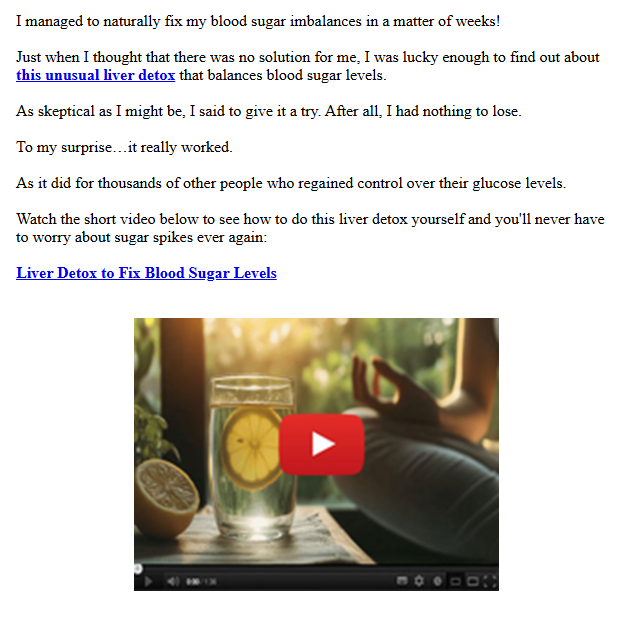 I managed to naturally fix my blood sugar imbalances in a matter of weeks!
Just when I thought that there was no solution for me, I was lucky enough to find out about
this unusual liver detox that balances blood sugar levels.
As skeptical as I might be, I said to give it a try. After all, I had nothing to lose.
To my surprise…it really worked.
As it did for thousands of other people who regained control over their glucose levels.
Watch the short video below to see how to do this liver detox yourself and you'll never have
to worry about sugar spikes ever again:
Liver Detox to Fix Blood Sugar Levels